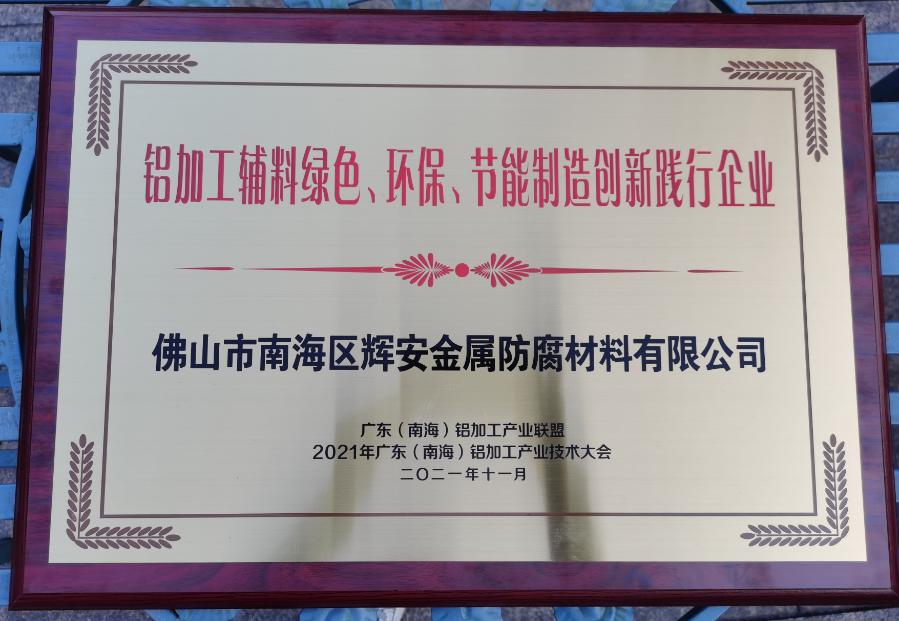 铝加工辅料绿色、环保、节能制造创新践行企业
佛山市南海区辉安金属防腐材料有限公司
广东（南海）铝加工产业联盟
2021年广东（南海）铝加工产业技术大会
二〇二一年十一月